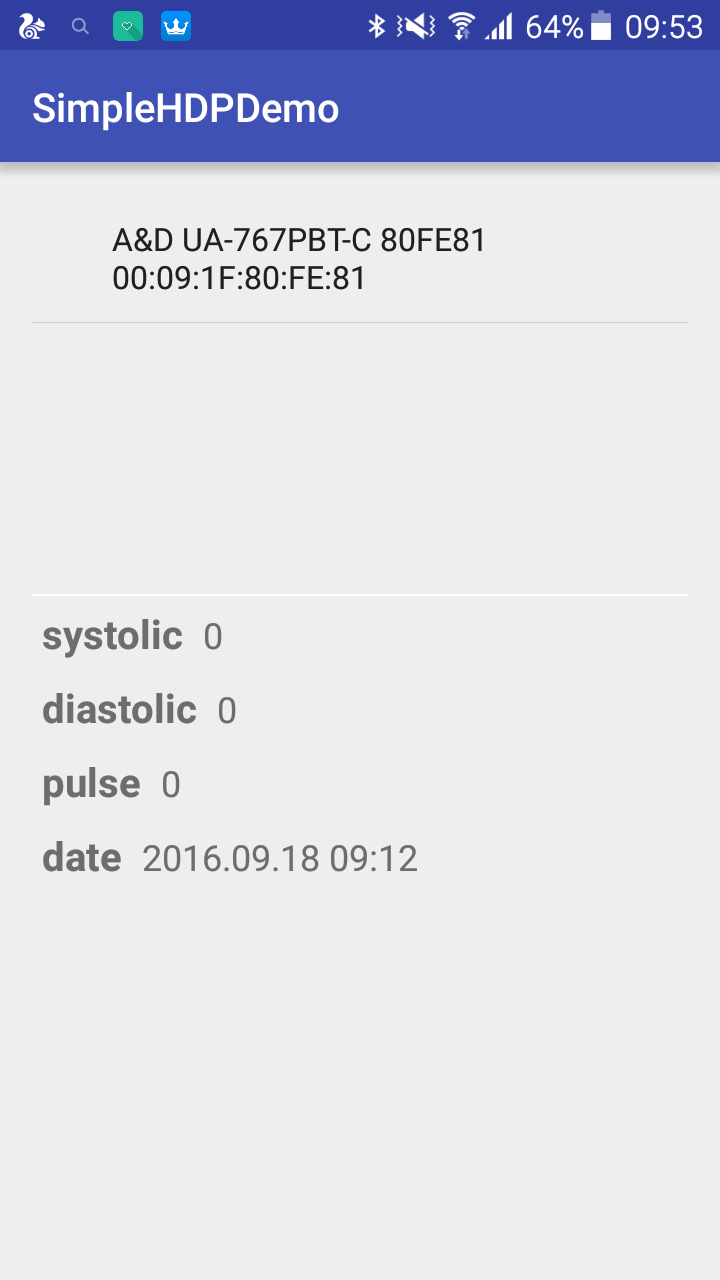 64% 09:53
SimpleHDPDemo
A&D UA-767PBT-C 80FE81
00:09:1F:80:FE:81
systolic 0
diastolic 0
pulse 0
date 2016.09.18 09:12